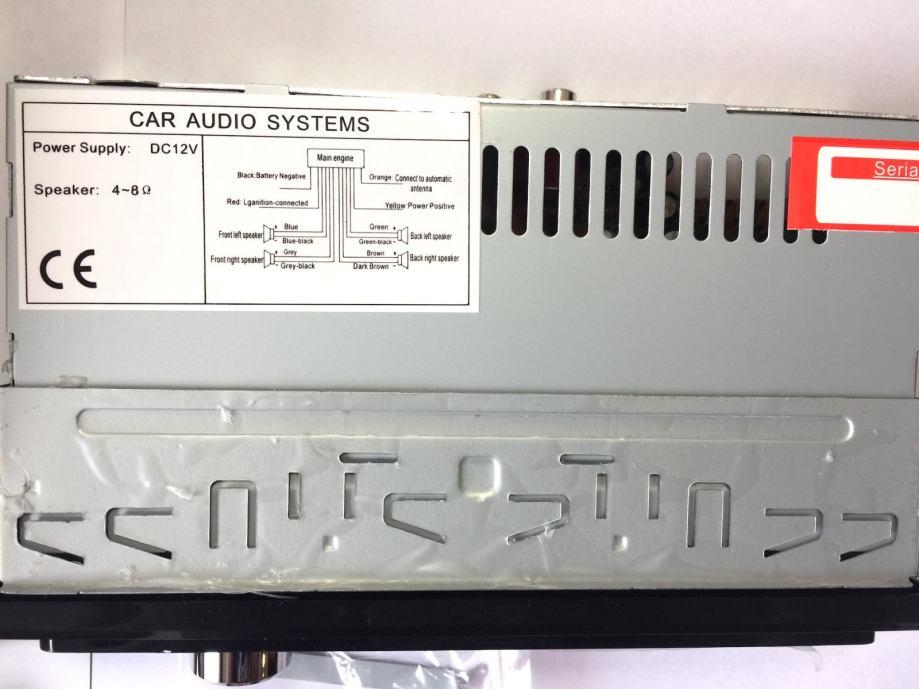 CAR AUDIO SYSTEMS
Power Supply: DC12V
Speaker: 4~8Ω
CE
Main engine
Black:Battery Negative
Orange: Connect to automatic
antenna
Red: Lganition-connected
Yellow:Power Positive
Front left speaker
+ Blue
- Blue-black
Green +
Green-black -
Back left speaker
Front right speaker
+ Grey
- Grey-black
Brown +
Dark Brown -
Back right speaker
Seria